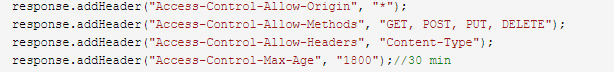 response.addHeader("Access-Control-Allow-Origin", "*");
response.addHeader("Access-Control-Allow-Methods", "GET, POST, PUT, DELETE");
response.addHeader("Access-Control-Allow-Headers", "Content-Type");
response.addHeader("Access-Control-Max-Age", "1800");//30 min